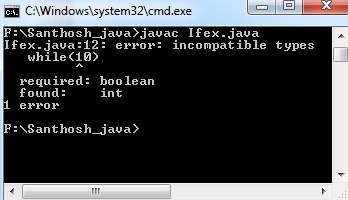 C:\Windows\system32\cmd.exe
F:\Santhosh_java>javac Ifex.java
Ifex.java:12: error: incompatible types
while(10)
^
required: boolean
found: int
1 error
F:\Santhosh_java>